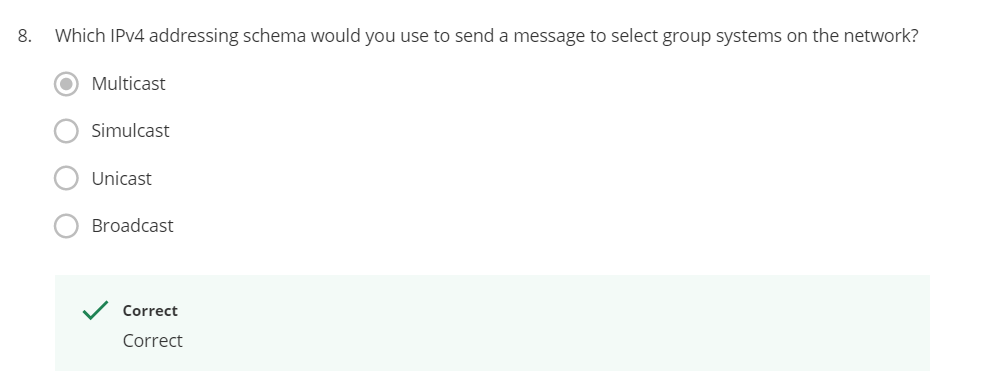 8. Which IPv4 addressing schema would you use to send a message to select group systems on the network?
Multicast
Simulcast
Unicast
Broadcast
Correct
Correct